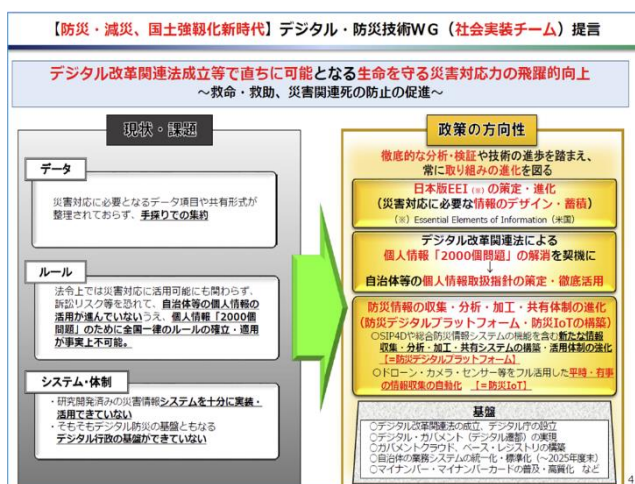 【防災・減災、国土強靱化新時代】デジタル・防災技術WG(社会実装チーム)提言
デジタル改革関連法成立等で直ちに可能となる生命を守る災害対応力の飛躍的向上
~救命・救助、災害関連死の防止の促進~
現状・課題
データ
災害対応に必要となるデータ項目や共有形式が
整理されておらず、手探りでの集約
ルール
法令上では災害対応に活用可能にも関わらず、
訴訟リスク等を恐れて、自治体等の個人情報の
活用が進んでいないうえ、個人情報「2000個
問題」のために全国一律のルールの確立・適用
が事実上不可能。
システム・体制
・研究開発済みの災害情報システムを十分に実装・
活用できていない
・そもそもデジタル防災の基盤ともなる
デジタル行政の基盤ができていない
政策の方向性
徹底的な分析・検証や技術の進歩を踏まえ、
常に取り組みの進化を図る
日本版EEI(※)の策定・進化
(災害対応に必要な情報のデザイン・蓄積)
(※)Essential Elements of Information(米国)
デジタル改革関連法による
個人情報「2000個問題」の解消を契機に
↓
自治体等の個人情報取扱指針の策定・徹底活用
防災情報の収集・分析・加工・共有体制の進化
(防災デジタルプラットフォーム・防災IoTの構築)
○SIP4Dや総合防災情報システムの機能を含む新たな情報
収集・分析・加工・共有システムの構築・活用体制の強化
【=防災デジタルプラットフォーム】
○ドローン・カメラ・センサー等をフル活用した平時・有事
の情報収集の自動化 【=防災IoT】
基盤
○デジタル改革関連法の成立、デジタル庁の設立
○デジタル・ガバメント(デジタル遷都)の実現
○ガバメントクラウド、ベース・レジストリの構築
○自治体の業務システムの統一化・標準化(~2025年度末)
○マイナンバー・マイナンバーカードの普及・高質化 など
4